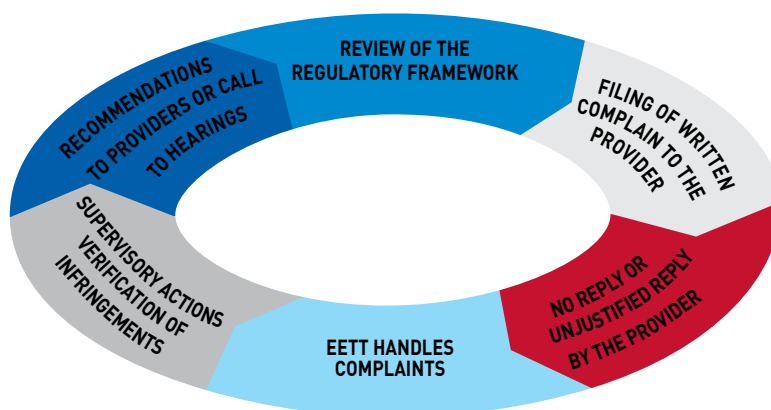 REVIEW OF THE
REGULATORY FRAMEWORK
FILING OF WRITTEN
COMPLAIN TO THE
PROVIDER
NO REPLY OR
UNJUSTIFIED REPLY
BY THE PROVIDER
EETT HANDLES
COMPLAINTS
SUPERVISORY ACTIONS
VERIFICATION OF
INFRINGEMENTS
RECOMMENDATIONS
TO PROVIDERS OR CALL
TO HEARINGS